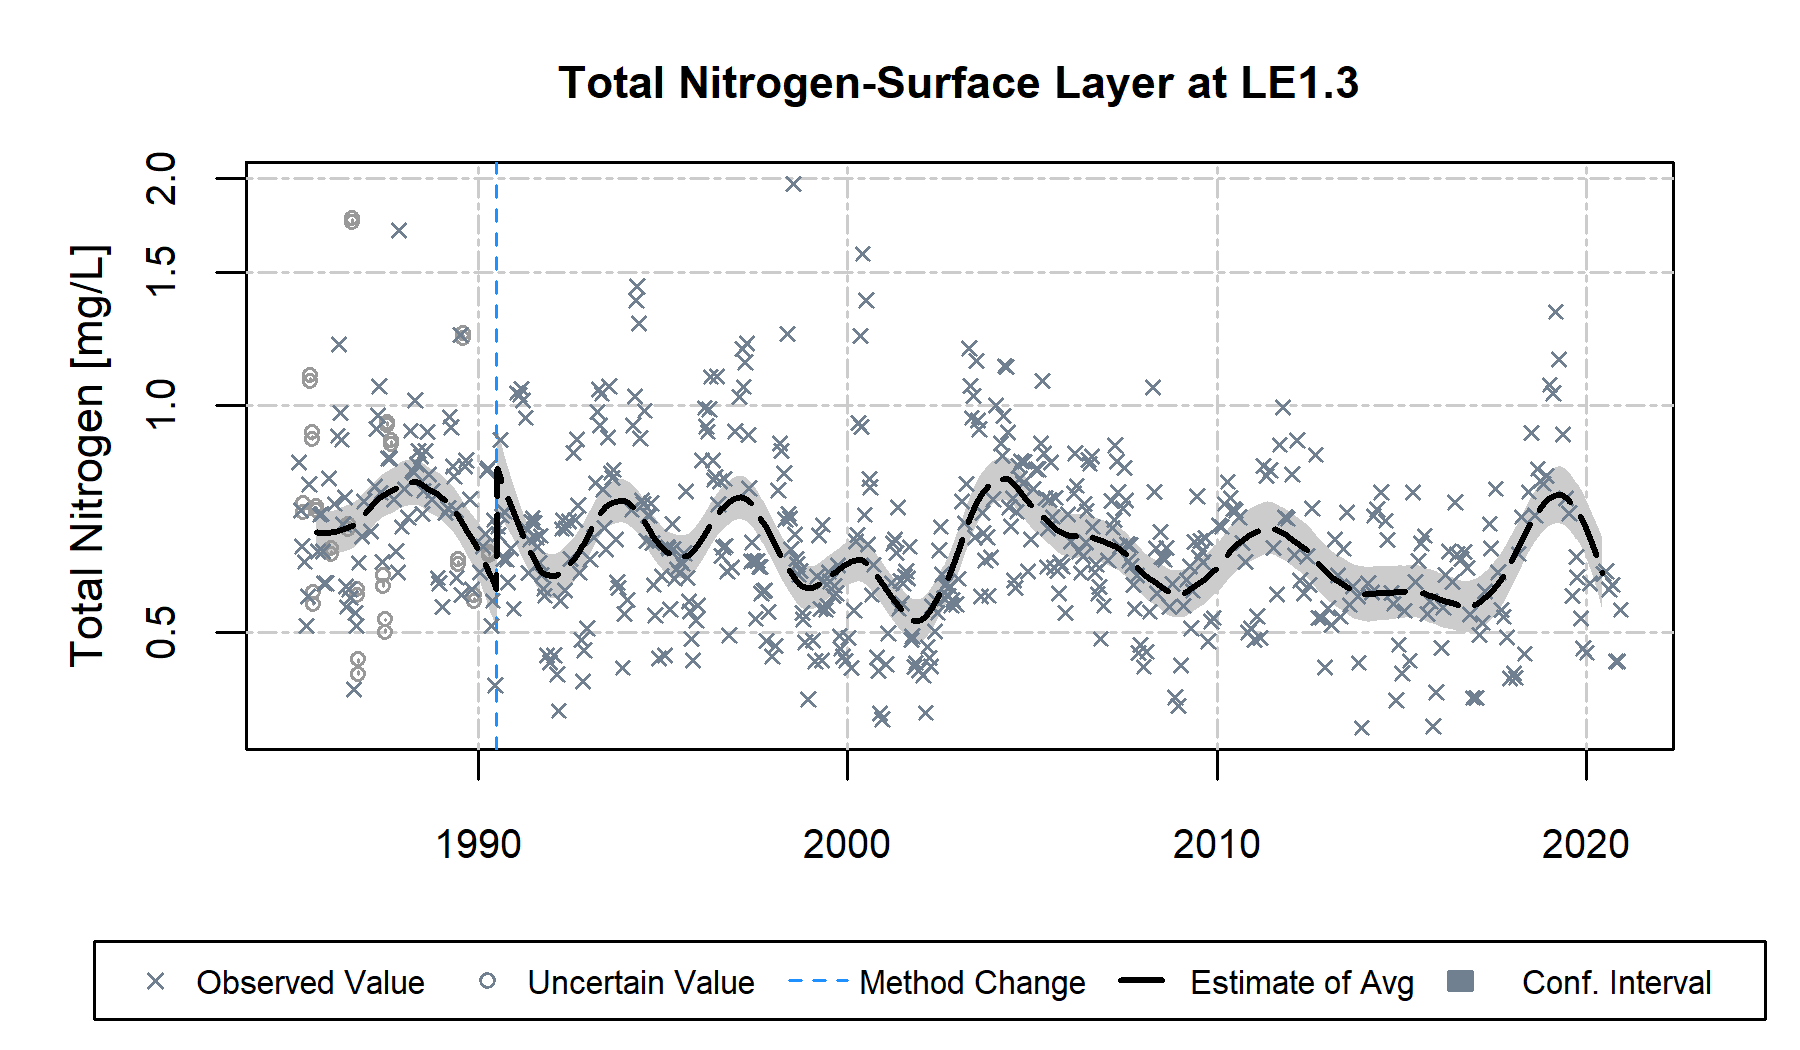 Total Nitrogen-Surface Layer at LE1.3
Total Nitrogen [mg/L]
2.0
1.5
1.0
0.5
1990 2000 2010 2020
Observed Value Uncertain Value Method Change Estimate of Avg Conf. Interval